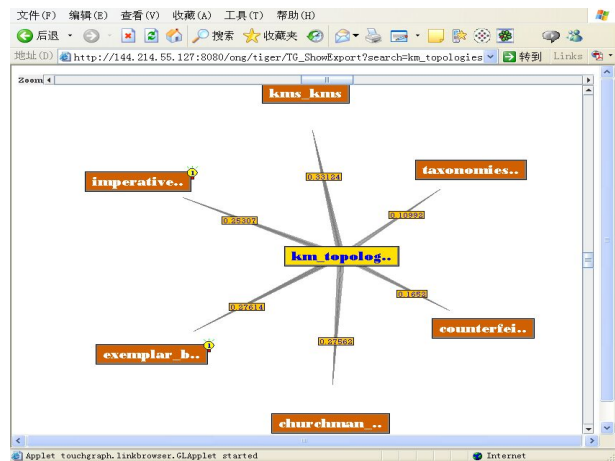 文件(F) 编辑(E) 查看(V) 收藏(A) 工具(T) 帮助(H)
后退 搜索 收藏夹
地址(D) http://144.214.55.127:8080/ong/tiger/TG_ShowExport?search=km_topologies 转到 Links
Zoom
kms_kms
taxonomies..
imperative..
0.33124
0.10992
0.25307
km_topolog..
0.27614
0.1653
counterfei..
0.27562
exemplar_b..
churchman_..
Applet touchgraph.linkbrowser.GLApplet started Internet